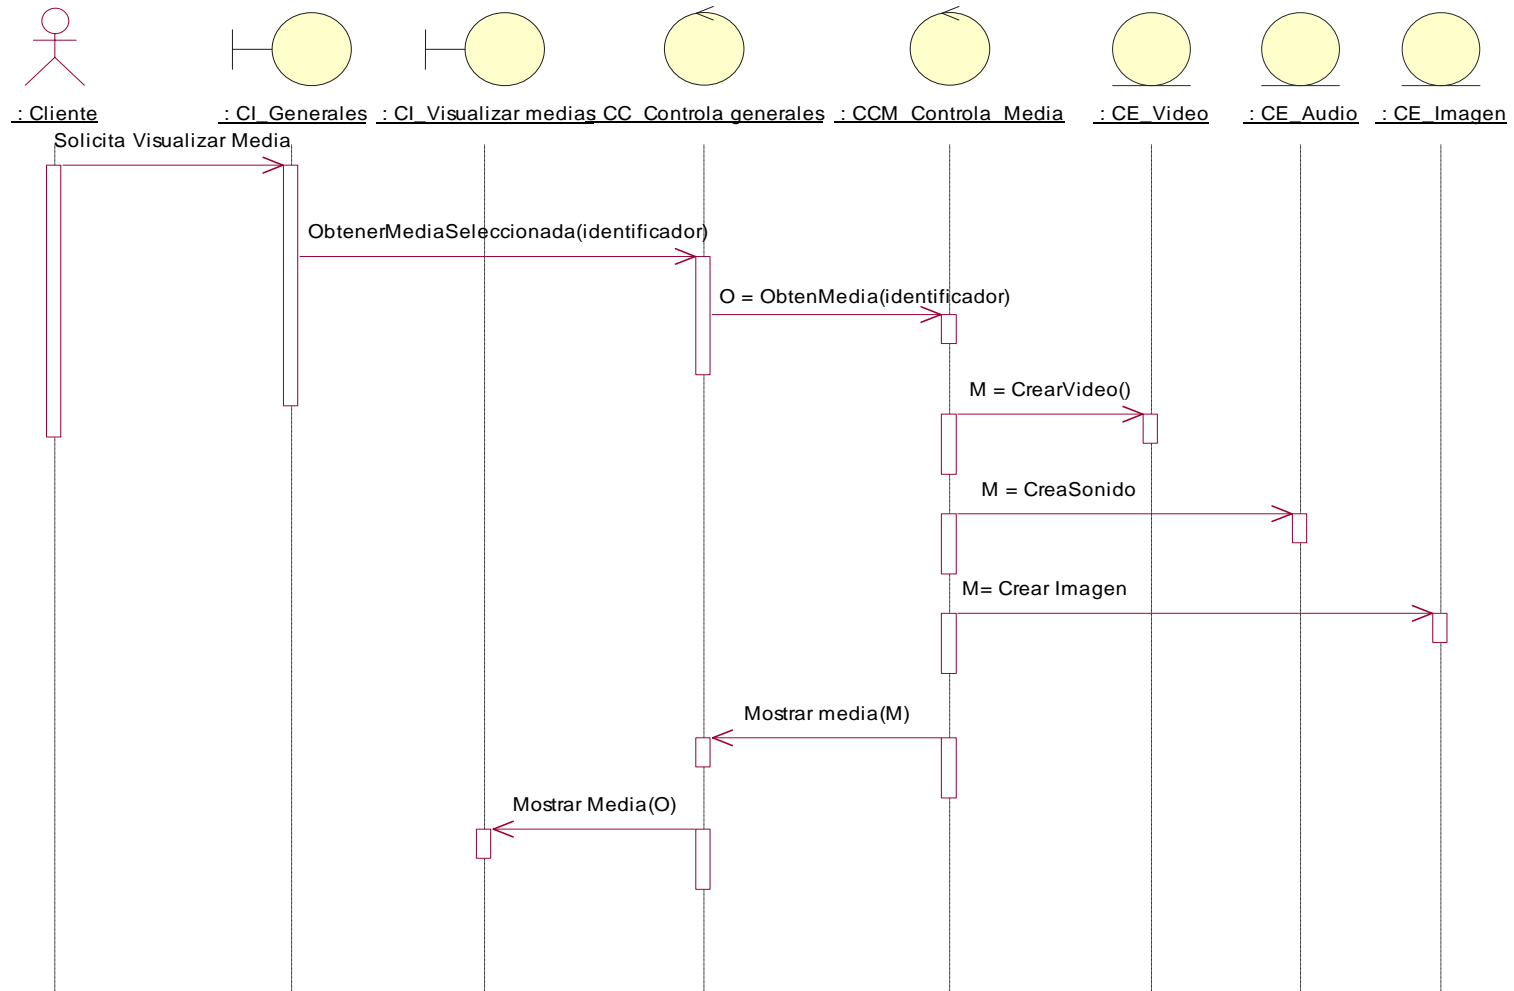 : Cliente
: CI_Generales
: CI_Visualizar medias
: CC_Controla generales
: CCM_Controla_Media
: CE_Video
: CE_Audio
: CE_Imagen
Solicita Visualizar Media
ObtenerMediaSeleccionada(identificador)
O = ObtenMedia(identificador)
M = CrearVideo()
M = CreaSonido
M= Crear Imagen
Mostrar media(M)
Mostrar Media(O)